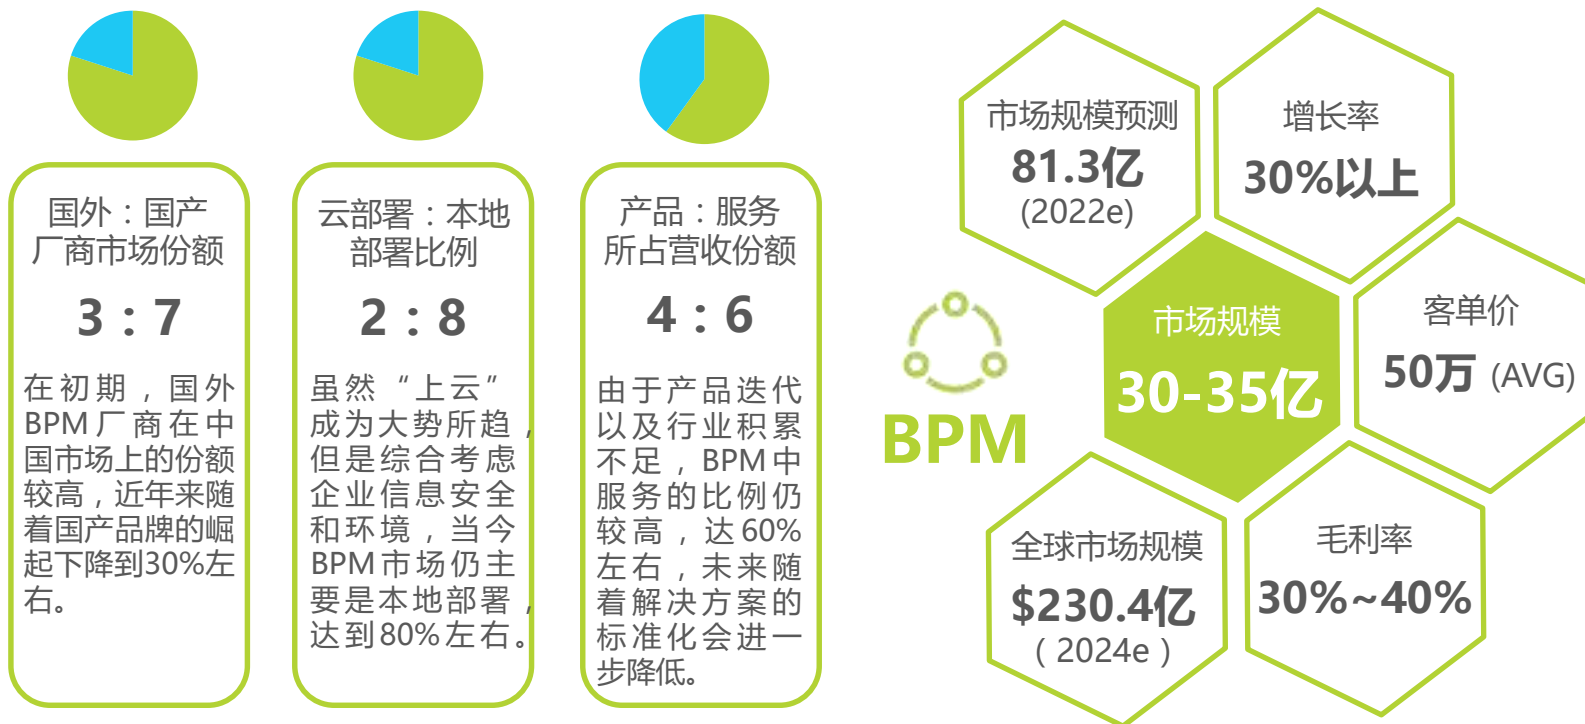 国外：国产
厂商市场份额
3：7
在初期，国外
BPM厂商在中
国市场上的份额
较高，近年来随
着国产品牌的崛
起下降到30%左
右。
云部署：本地
部署比例
2：8
虽然“上云”
成为大势所趋，
但是综合考虑
企业信息安全
和环境，当今
BPM市场仍主
要是本地部署，
达到80%左右。
产品：服务
所占营收份额
4：6
由于产品迭代
以及行业积累
不足，BPM中
服务的比例仍
较高，达60%
左右，未来随
着解决方案的
标准化会进一
步降低。
BPM
市场规模预测
81.3亿
(2022e)
增长率
30%以上
市场规模
30-35亿
客单价
50万 (AVG)
全球市场规模
$230.4亿
（2024e）
毛利率
30%~40%